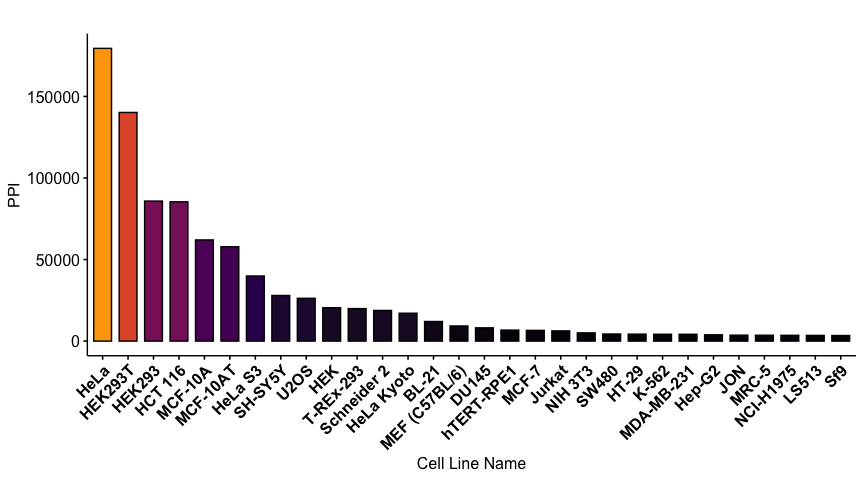 150000
100000
50000
0
PPI
HeLa
HEK293T
HEK293
HCT 116
MCF-10A
MCF-10AT
HeLa S3
SH-SY5Y
U2OS
HEK
T-REx-293
Schneider 2
HeLa Kyoto
BL-21
MEF (C57BL/6)
DU145
hTERT-RPE1
MCF-7
Jurkat
NIH 3T3
SW480
HT-29
K-562
MDA-MB-231
Hep-G2
JON
MRC-5
NCI-H1975
LS513
Sf9
Cell Line Name